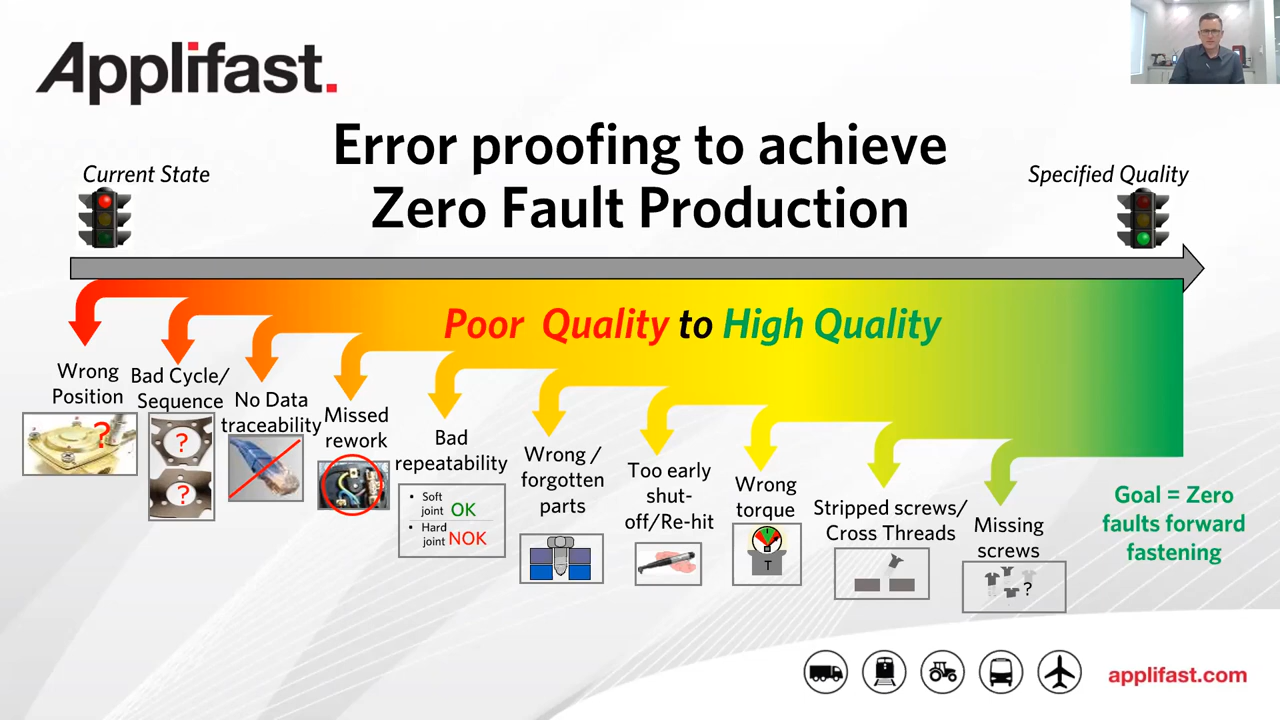 Applifast.
Error proofing to achieve
Zero Fault Production
Current State
Specified Quality
Poor Quality to High Quality
Wrong
Position
?
Bad Cycle/
Sequence
?
?
No Data
traceability
Missed
rework
Bad
repeatability
• Soft
joint OK
• Hard
joint NOK
Wrong /
forgotten
parts
Too early
shut-
off/Re-hit
Wrong
torque
T
Stripped screws/
Cross Threads
Missing
screws
?
Goal = Zero
faults forward
fastening
applifast.com